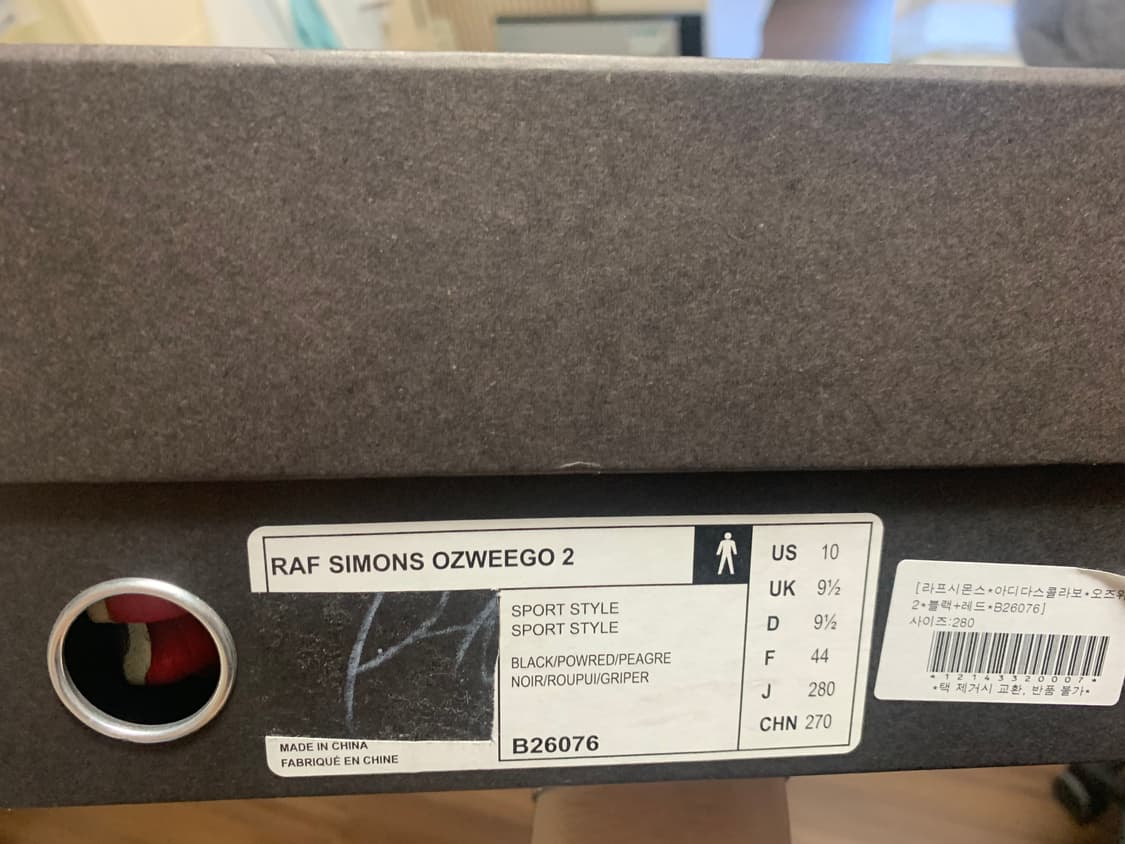 RAF SIMONS OZWEEGO 2
SPORT STYLE
SPORT STYLE
BLACK/POWRED/PEAGRE
NOIR/ROUPUI/GRIPER
B26076
MADE IN CHINA
FABRIQUÉ EN CHINE
US 10
UK 9½
D 9½
F 44
J 280
CHN 270
[라프시몬스*아디다스콜라보*오즈위
2*블랙+레드*B26076]
사이즈:280
*12143320007*
*택 제거시 교환, 반품 불가*